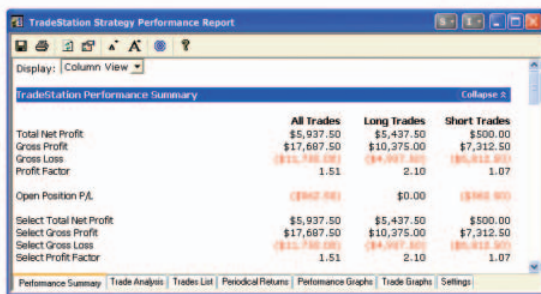 TradeStation Strategy Performance Report
Display: Column View
TradeStation Performance Summary Collapse
All Trades Long Trades Short Trades
Total Net Profit $5,937.50 $5,437.50 $500.00
Gross Profit $17,687.50 $10,375.00 $7,312.50
Gross Loss
Profit Factor 1.51 2.10 1.07
Open Position P/L $0.00
Select Total Net Profit $5,937.50 $5,437.50 $500.00
Select Gross Profit $17,687.50 $10,375.00 $7,312.50
Select Gross Loss
Select Profit Factor 1.51 2.10 1.07
Performance Summary Trade Analysis Trades List Periodical Returns Performance Graphs Trade Graphs Settings